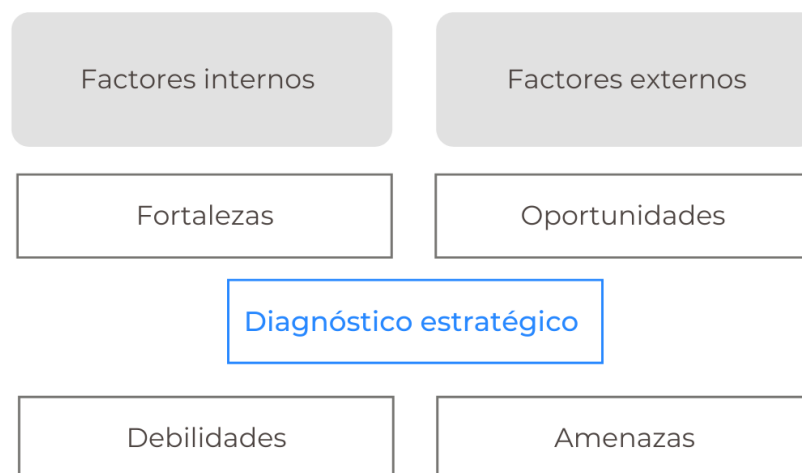 Factores internos
Factores externos
Fortalezas
Oportunidades
Diagnóstico estratégico
Debilidades
Amenazas